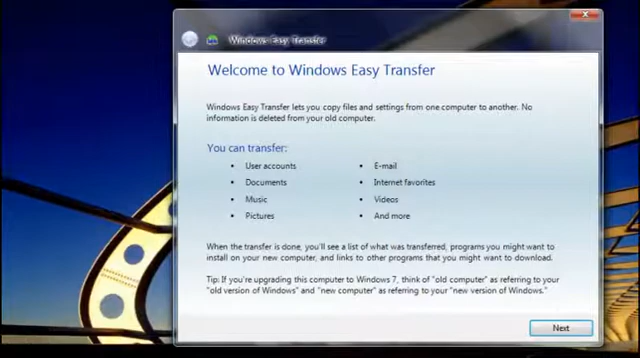 Windows Easy Transfer
Welcome to Windows Easy Transfer
Windows Easy Transfer lets you copy files and settings from one computer to another. No
information is deleted from your old computer.
You can transfer:
• User accounts
• Documents
• Music
• Pictures
• E-mail
• Internet favorites
• Videos
• And more
When the transfer is done, you'll see a list of what was transferred, programs you might want to
install on your new computer, and links to other programs that you might want to download.
Tip: If you're upgrading this computer to Windows 7, think of "old computer" as referring to your
"old version of Windows" and "new computer" as referring to your "new version of Windows."
Next